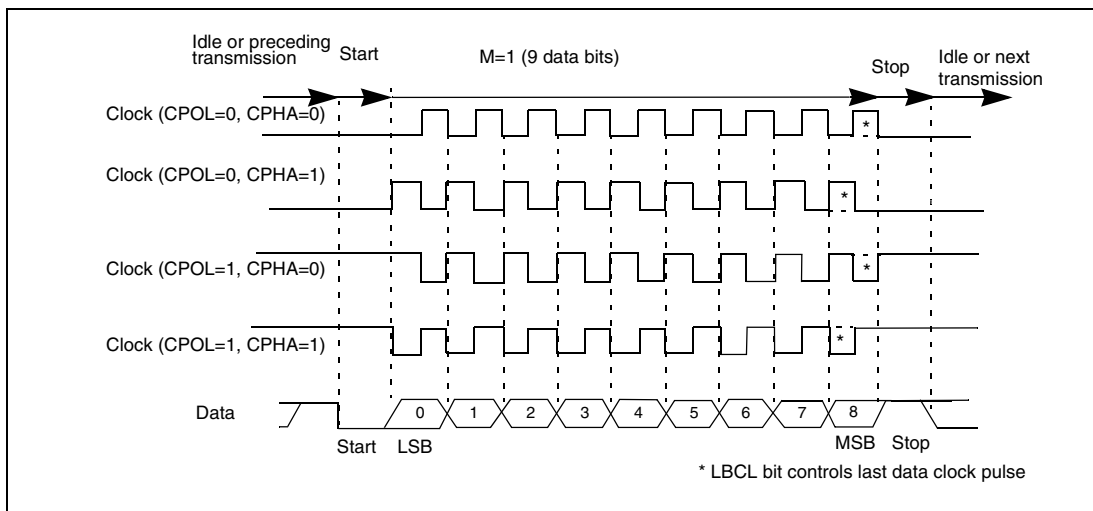 Idle or preceding
transmission
Start
M=1 (9 data bits)
Stop
Idle or next
transmission
Clock (CPOL=0, CPHA=0)
*
Clock (CPOL=0, CPHA=1)
*
Clock (CPOL=1, CPHA=0)
*
Clock (CPOL=1, CPHA=1)
*
Data
0 1 2 3 4 5 6 7 8
Start LSB MSB Stop
* LBCL bit controls last data clock pulse